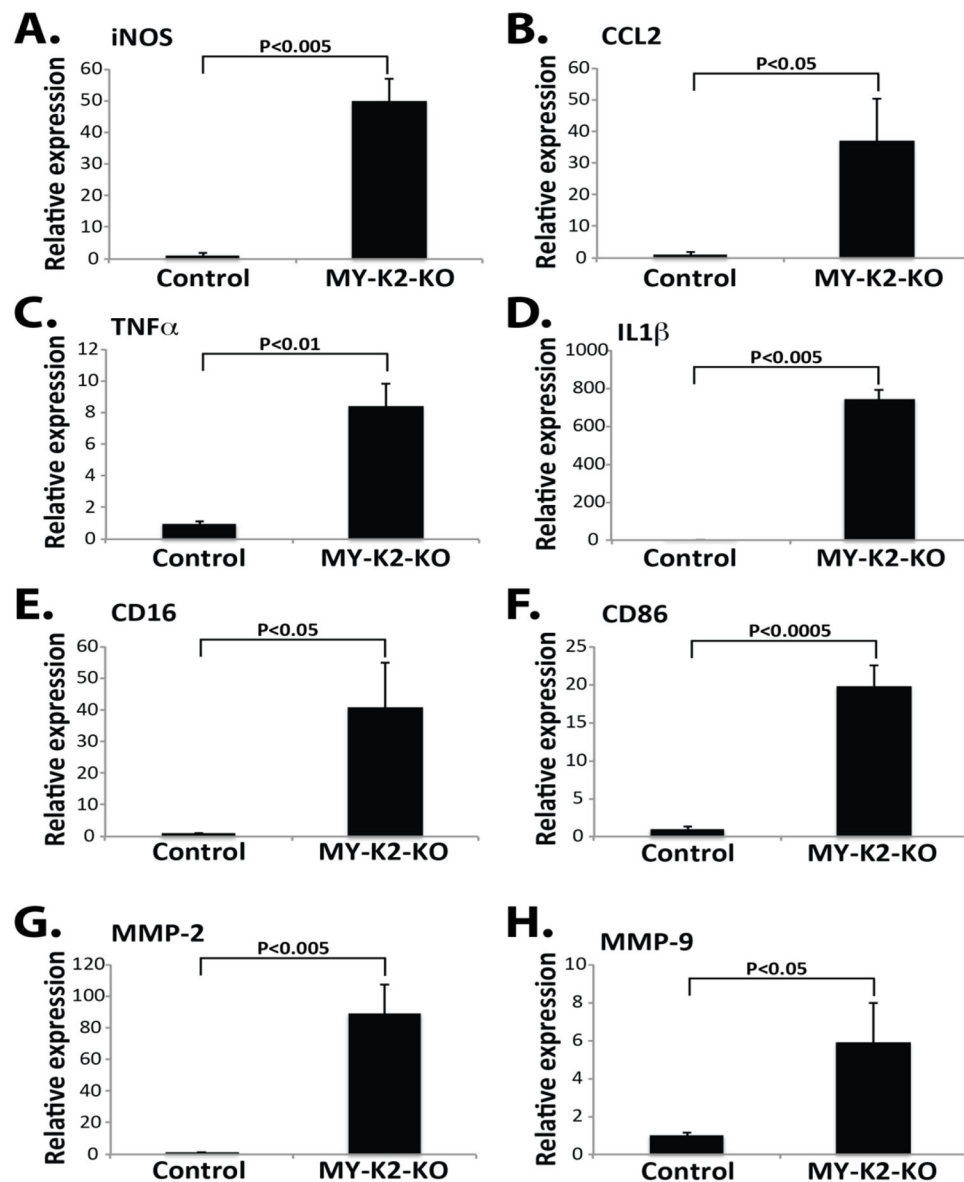 A.
iNOS
P<0.005
Relative expression
60
50
40
30
20
10
0
Control
MY-K2-KO
B.
CCL2
P<0.05
Relative expression
60
50
40
30
20
10
0
Control
MY-K2-KO
C.
TNFα
P<0.01
Relative expression
12
10
8
6
4
2
0
Control
MY-K2-KO
D.
IL1β
P<0.005
Relative expression
1000
800
600
400
200
0
Control
MY-K2-KO
E.
CD16
P<0.05
Relative expression
60
50
40
30
20
10
0
Control
MY-K2-KO
F.
CD86
P<0.0005
Relative expression
25
20
15
10
5
0
Control
MY-K2-KO
G.
MMP-2
P<0.005
Relative expression
120
100
80
60
40
20
0
Control
MY-K2-KO
H.
MMP-9
P<0.05
Relative expression
10
8
6
4
2
0
Control
MY-K2-KO